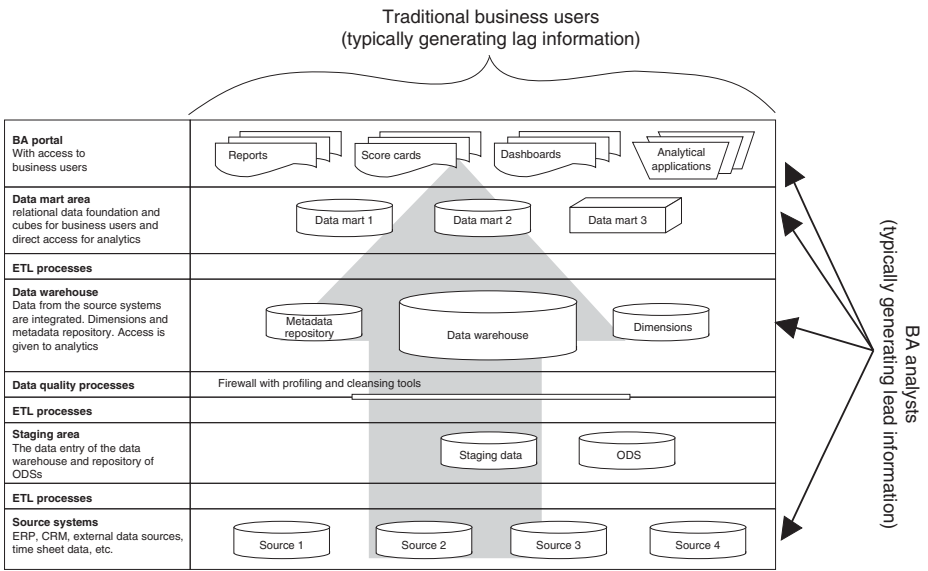 Traditional business users
(typically generating lag information)
BA portal
With access to
business users
Reports
Score cards
Dashboards
Analytical
applications
Data mart area
relational data foundation and
cubes for business users and
direct access for analytics
Data mart 1
Data mart 2
Data mart 3
ETL processes
Data warehouse
Data from the source systems
are integrated. Dimensions and
metadata repository. Access is
given to analytics
Metadata
repository
Data warehouse
Dimensions
Data quality processes
Firewall with profiling and cleansing tools
ETL processes
Staging area
The data entry of the data
warehouse and repository of
ODSs
Staging data
ODS
ETL processes
Source systems
ERP, CRM, external data sources,
time sheet data, etc.
Source 1
Source 2
Source 3
Source 4
BA analysts
(typically generating lead information)